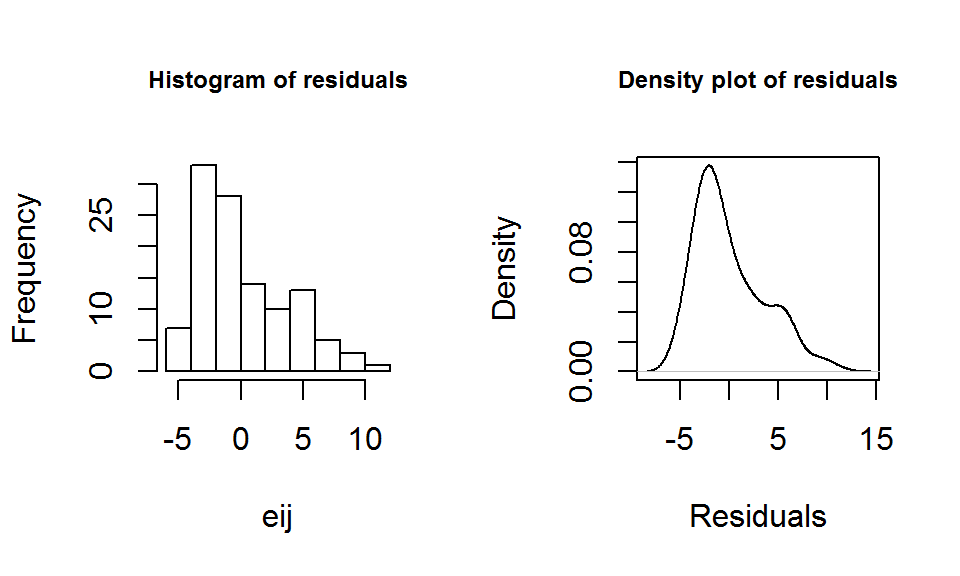 Histogram of residuals
Frequency
0
10
25
-5 0 5 10
eij
Density plot of residuals
Density
0.00
0.08
-5 5 15
Residuals